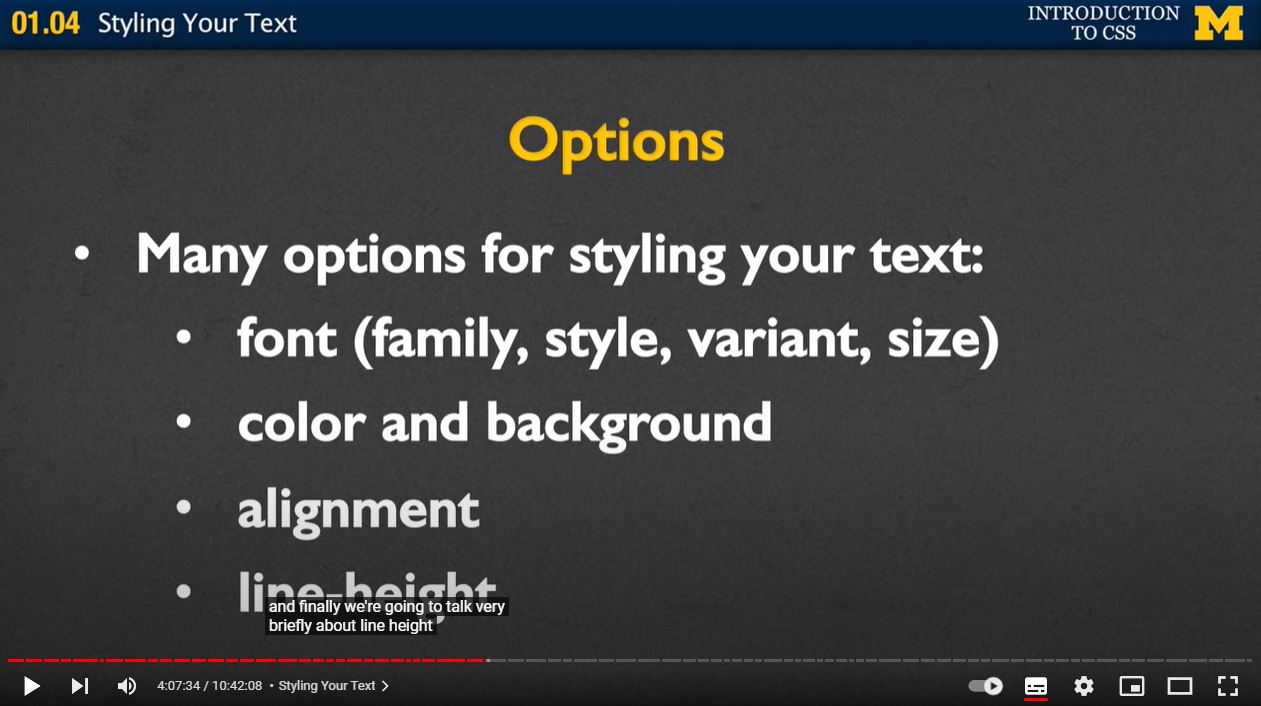 01.04 Styling Your Text
INTRODUCTION
TO CSS
M
Options
• Many options for styling your text:
• font (family, style, variant, size)
• color and background
• alignment
• line-height
and finally we're going to talk very
briefly about line height
4:07:34 / 10:42:08 • Styling Your Text >